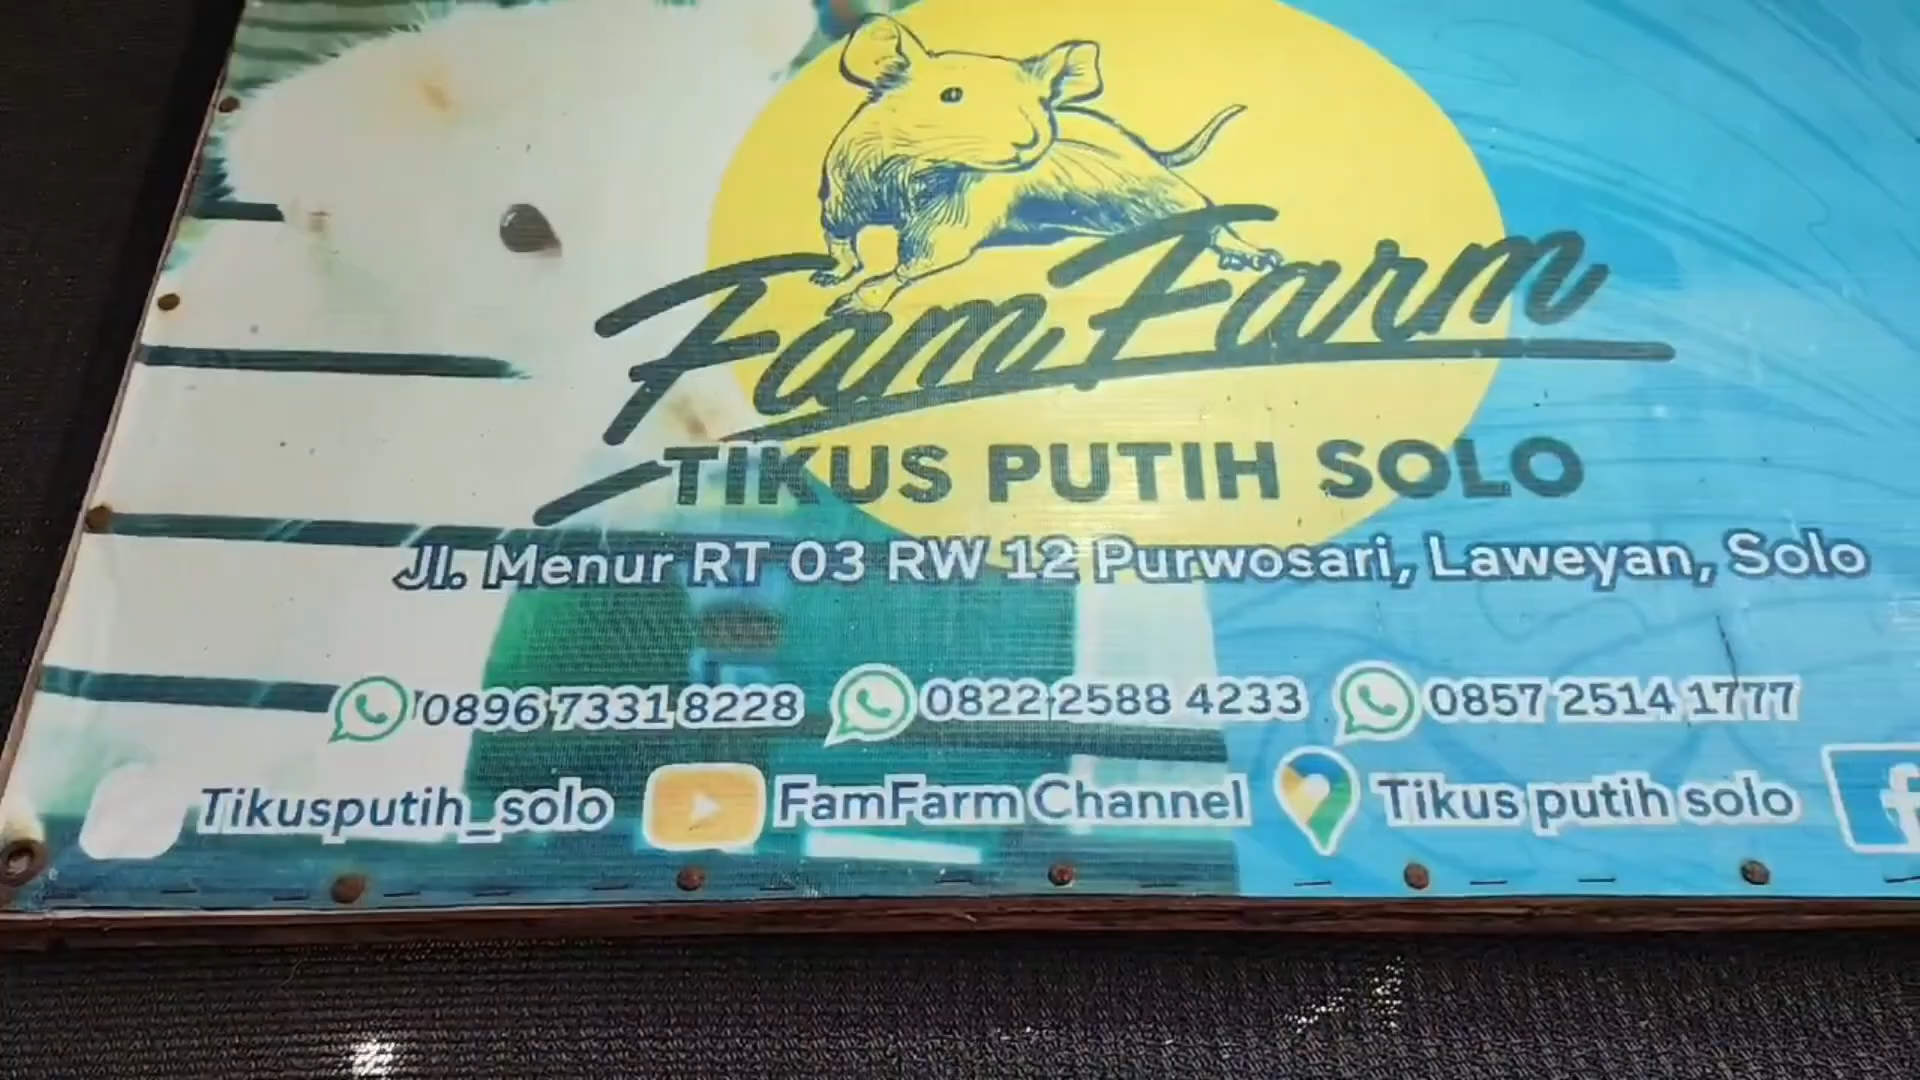 FamFarm
TIKUS PUTIH SOLO
Jl. Menur RT 03 RW 12 Purwosari, Laweyan, Solo
0896 7331 8228 0822 2588 4233 0857 2514 1777
Tikusputih_solo FamFarm Channel Tikus putih solo